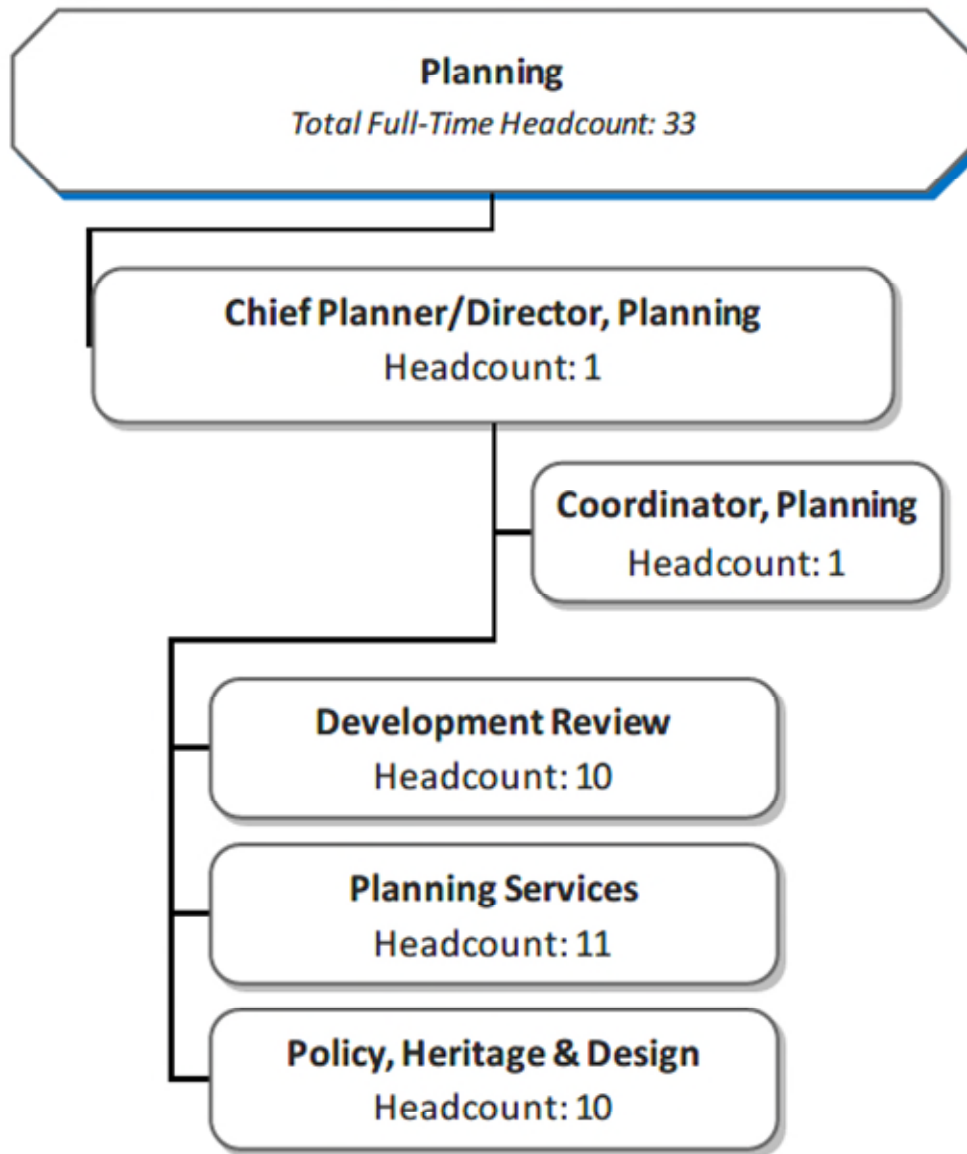 Planning
Total Full-Time Headcount: 33
Chief Planner/Director, Planning
Headcount: 1
Coordinator, Planning
Headcount: 1
Development Review
Headcount: 10
Planning Services
Headcount: 11
Policy, Heritage & Design
Headcount: 10